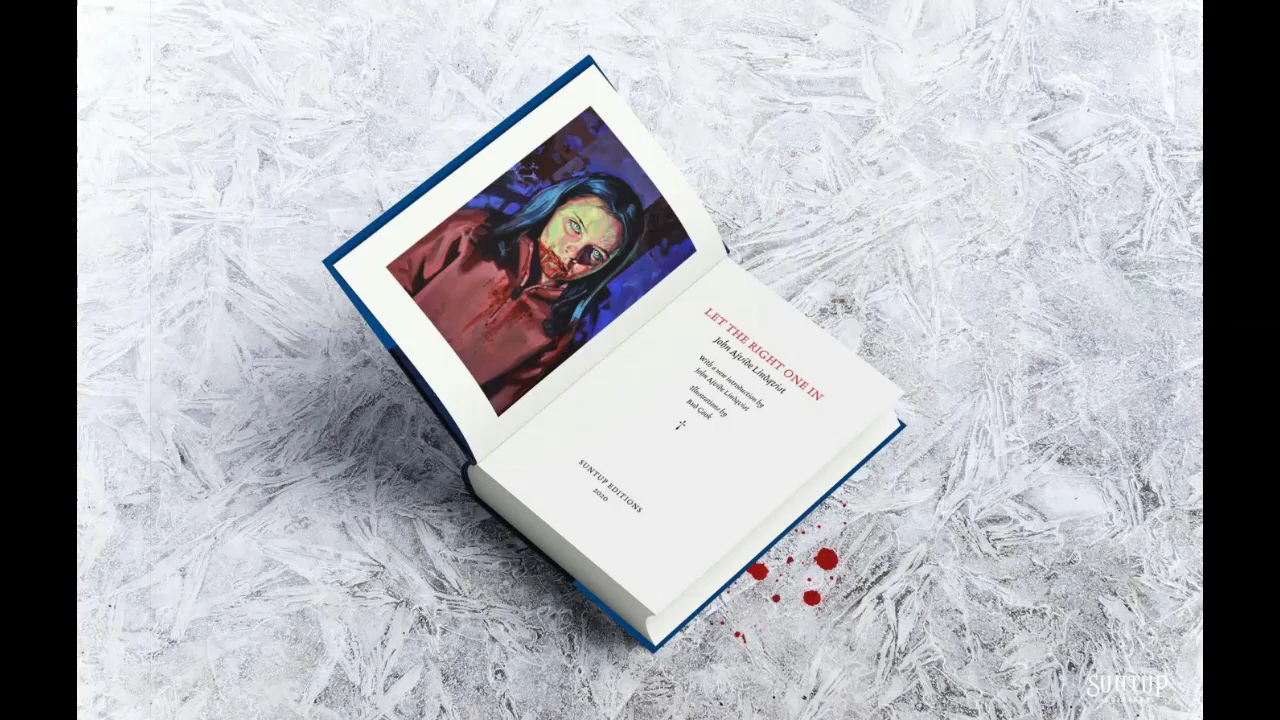 LET THE RIGHT ONE IN
John Ajvide Lindqvist
With a new introduction by
John Ajvide Lindqvist
Illustrations by
Bud Cook
SUNTUP EDITIONS
2020
SUNTUP